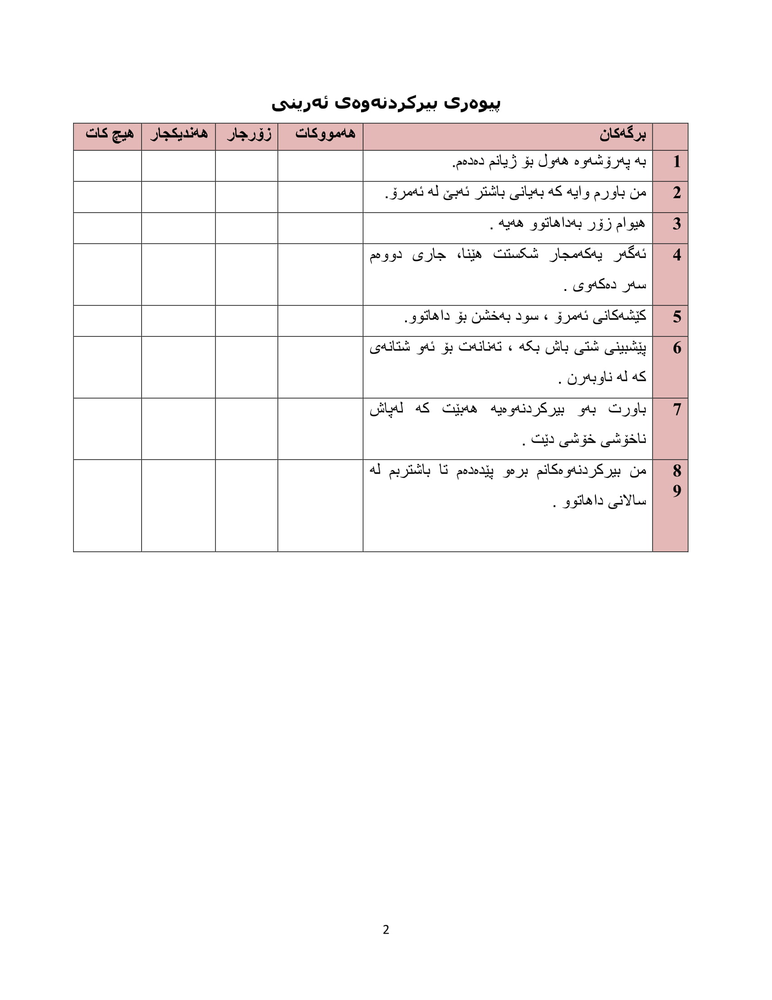 پیوەری بیرکردنەوەی ئەرینی
برگەکان هەمووکات زۆرجار هەندیکجار هیچ کات
1 بە پەرۆشەوە هەول بۆ ژیانم دەدەم.
2 من باورم وایە کە بەیانی باشتر ئەبێ لە ئەمرۆ.
3 هیوام زۆر بەداهاتوو هەیە .
4 ئەگەر یەکەمجار شکستت هێنا، جاری دووەم
سەر دەکەوی .
5 کێشەکانی ئەمرۆ ، سود بەخشن بۆ داهاتوو.
6 پێشبینی شتی باش بکە ، تەنانەت بۆ ئەو شتانەی
کە لە ناوبەرن .
7 باورت بەو بیرکردنەوەیە هەبێت کە لەپاش
ناخۆشی خۆشی دێت .
8 من بیرکردنەوەکانم برەو پێدەدەم تا باشتربم لە
9 سالانی داهاتوو .
2